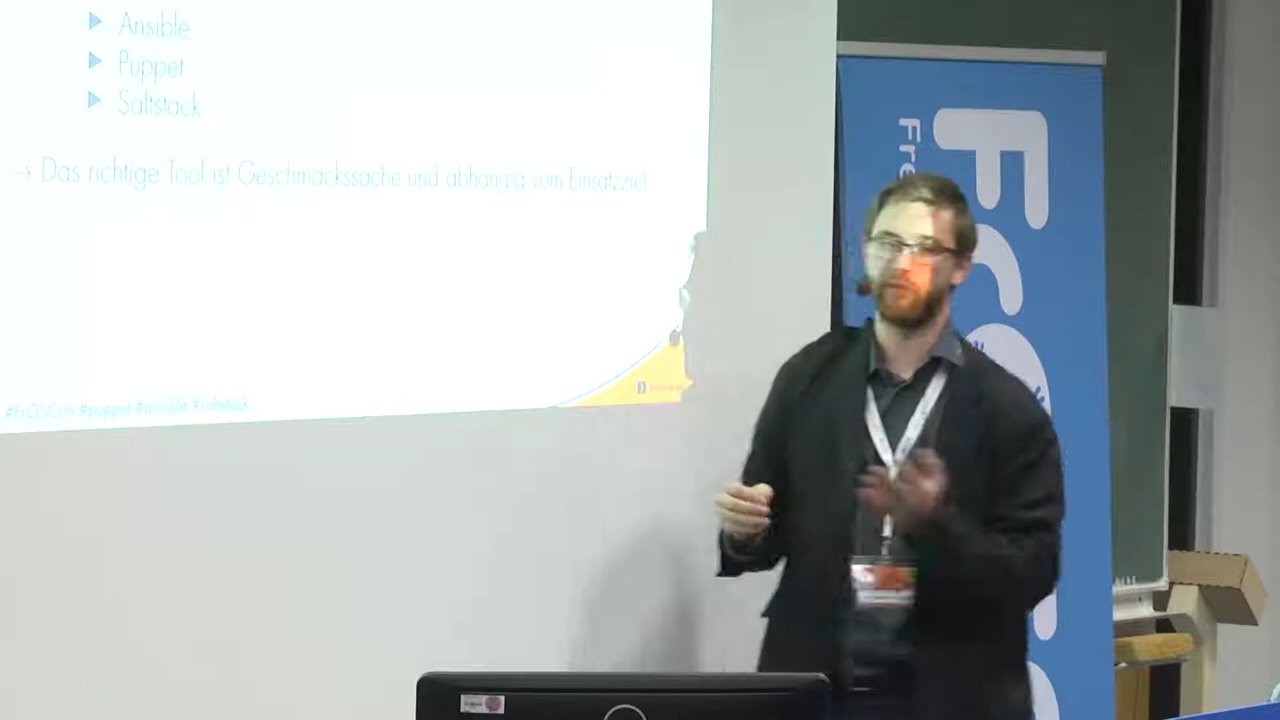 Ansible
Puppet
Saltstack
→ Das richtige Tool ist Geschmackssache und abhängig vom Einsatzziel
#FrOSCon #puppet #ansible #saltstack